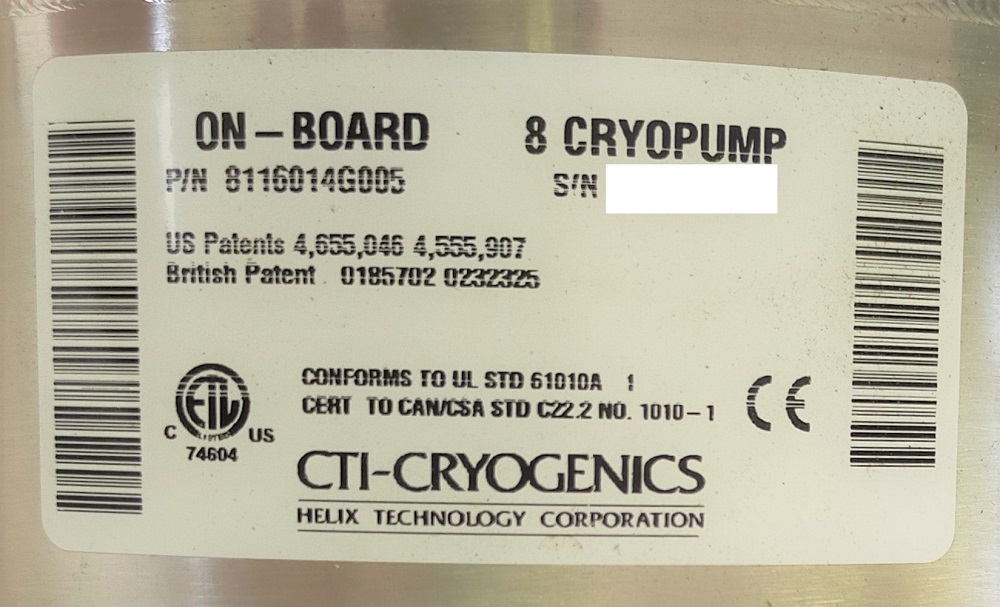 ON-BOARD 8 CRYOPUMP
P/N 8116014G005 S/N
US Patents 4,655,046 4,555,907
British Patent 0185702 0232325
CONFORMS TO UL STD 61010A 1
CERT TO CAN/CSA STD C22.2 NO. 1010-1
ETL
C US
74604
CE
CTI-CRYOGENICS
HELIX TECHNOLOGY CORPORATION